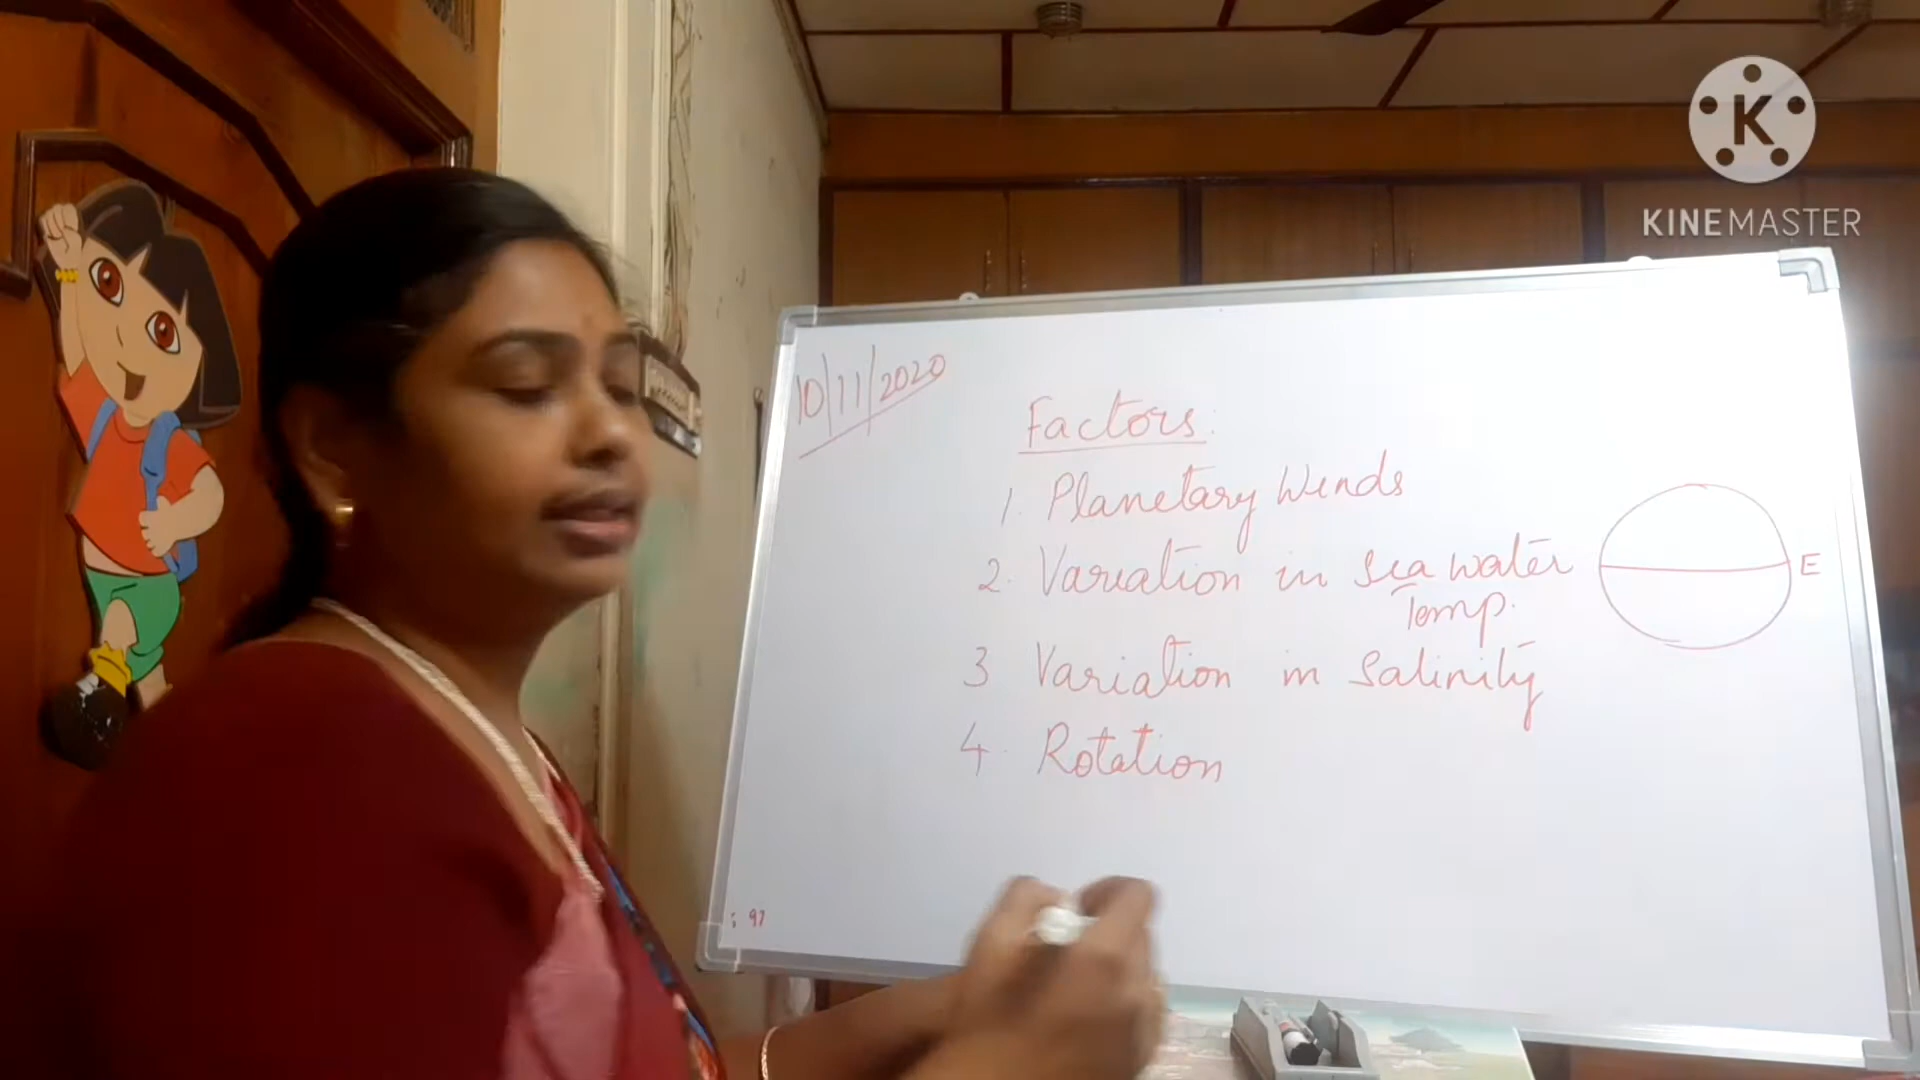 K
KINEMASTER
10/11/2020
Factors:
1. Planetary Winds
2. Variation in Sea water
Temp.
E
3 Variation in Salinity
4. Rotation
: 97